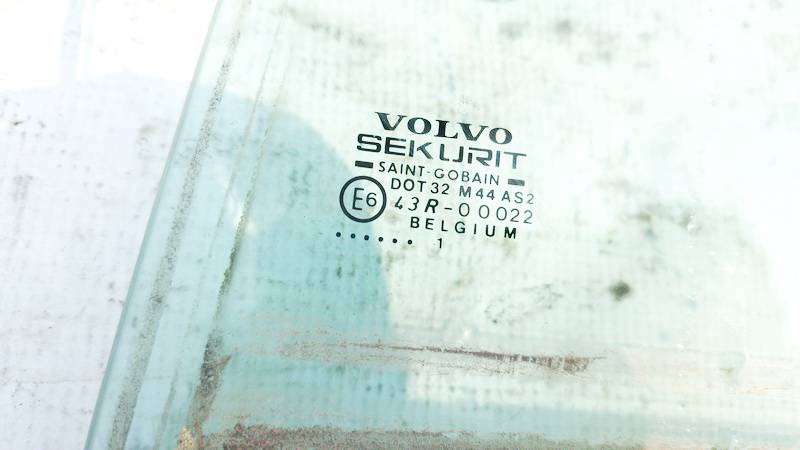 VOLVO
SEKURIT
SAINT-GOBAIN
DOT 32 M44 AS2
E6 43R-00022
BELGIUM
...... 1